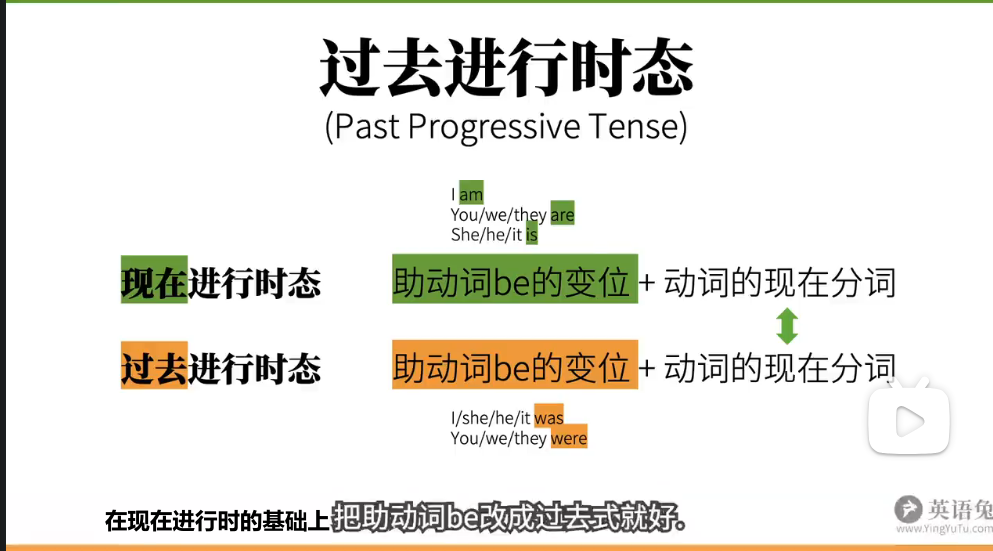 过去进行时态
(Past Progressive Tense)
I am
You/we/they are
She/he/it is
现在进行时态 助动词be的变位 + 动词的现在分词
过去进行时态 助动词be的变位 + 动词的现在分词
I/she/he/it was
You/we/they were
在现在进行时的基础上 把助动词be改成过去式就好.
英语兔
www.YingYuTu.com